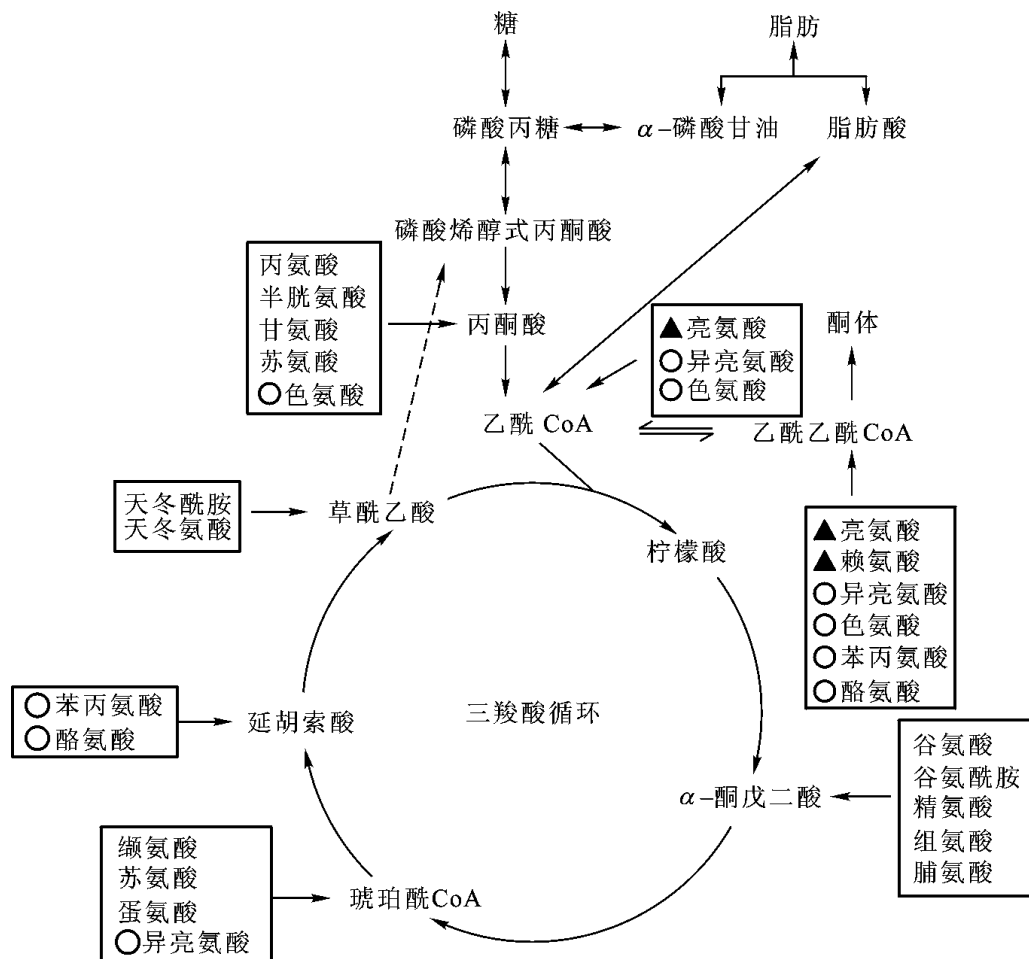 糖
脂肪
磷酸丙糖
α-磷酸甘油
脂肪酸
磷酸烯醇式丙酮酸
丙氨酸
半胱氨酸
甘氨酸
苏氨酸
色氨酸
丙酮酸
亮氨酸
异亮氨酸
色氨酸
酮体
乙酰 CoA
乙酰乙酰CoA
天冬酰胺
天冬氨酸
草酰乙酸
柠檬酸
亮氨酸
赖氨酸
异亮氨酸
色氨酸
苯丙氨酸
酪氨酸
苯丙氨酸
酪氨酸
延胡索酸
三羧酸循环
α-酮戊二酸
谷氨酸
谷氨酰胺
精氨酸
组氨酸
脯氨酸
缬氨酸
苏氨酸
蛋氨酸
异亮氨酸
琥珀酰CoA